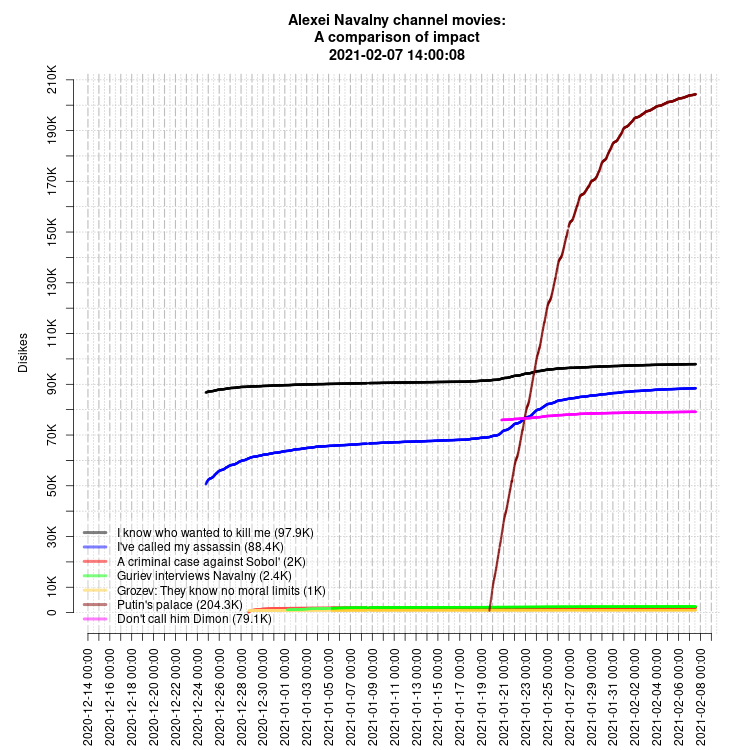 Alexei Navalny channel movies:
A comparison of impact
2021-02-07 14:00:08
Disikes
210K
190K
170K
150K
130K
110K
90K
70K
50K
30K
10K
0
I know who wanted to kill me (97.9K)
I've called my assassin (88.4K)
A criminal case against Sobol' (2K)
Guriev interviews Navalny (2.4K)
Grozev: They know no moral limits (1K)
Putin's palace (204.3K)
Don't call him Dimon (79.1K)
2020-12-14 00:00
2020-12-16 00:00
2020-12-18 00:00
2020-12-20 00:00
2020-12-22 00:00
2020-12-24 00:00
2020-12-26 00:00
2020-12-28 00:00
2020-12-30 00:00
2021-01-01 00:00
2021-01-03 00:00
2021-01-05 00:00
2021-01-07 00:00
2021-01-09 00:00
2021-01-11 00:00
2021-01-13 00:00
2021-01-15 00:00
2021-01-17 00:00
2021-01-19 00:00
2021-01-21 00:00
2021-01-23 00:00
2021-01-25 00:00
2021-01-27 00:00
2021-01-29 00:00
2021-01-31 00:00
2021-02-02 00:00
2021-02-04 00:00
2021-02-06 00:00
2021-02-08 00:00